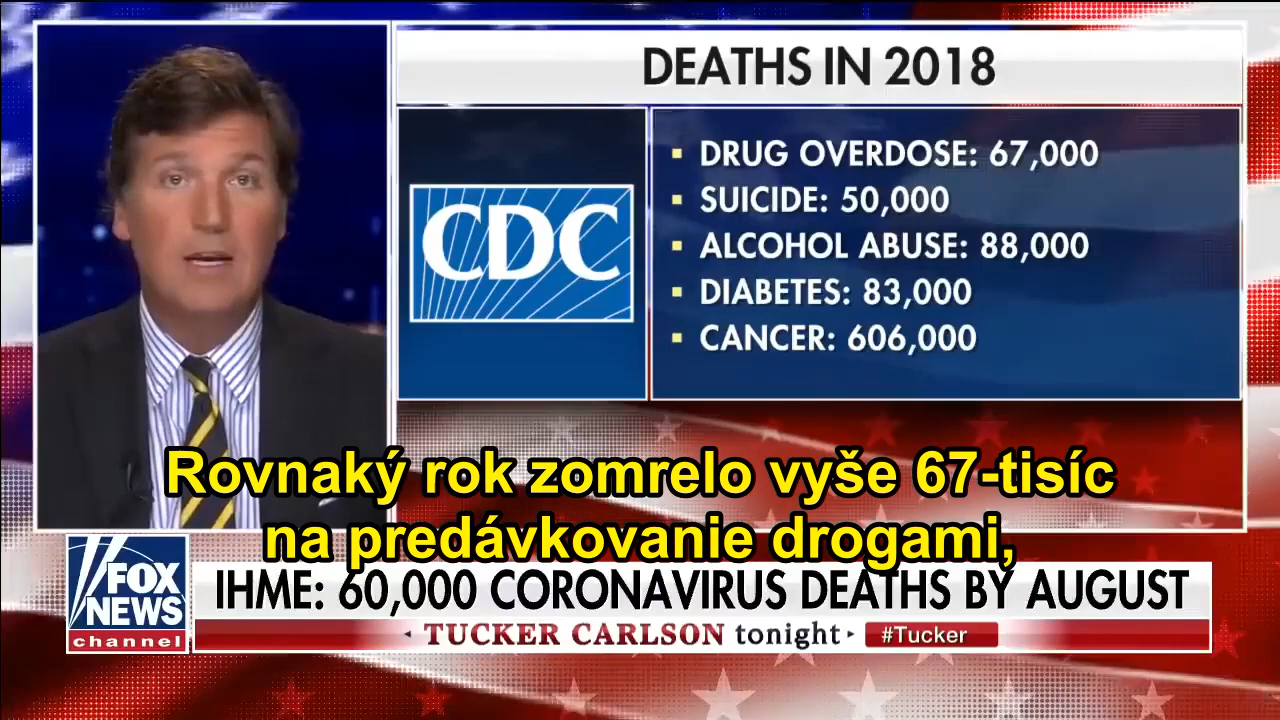 DEATHS IN 2018
CDC
▪ DRUG OVERDOSE: 67,000
▪ SUICIDE: 50,000
▪ ALCOHOL ABUSE: 88,000
▪ DIABETES: 83,000
▪ CANCER: 606,000
Rovnaký rok zomrelo vyše 67-tisíc
na predávkovanie drogami,
FOX
NEWS
channel
IHME: 60,000 CORONAVIRUS DEATHS BY AUGUST
TUCKER CARLSON tonight
#Tucker